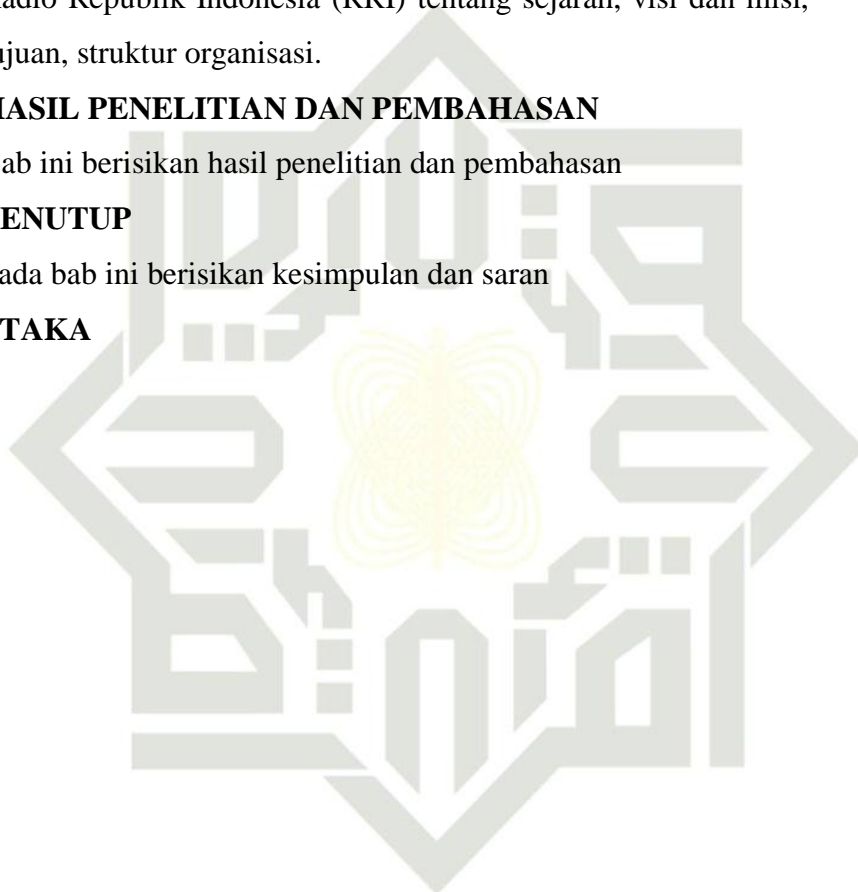 adio Republik Indonesia (RRI) tentang sejarah, visi dan misi,
ujuan, struktur organisasi.
HASIL PENELITIAN DAN PEMBAHASAN
ab ini berisikan hasil penelitian dan pembahasan
ENUTUP
ada bab ini berisikan kesimpulan dan saran
TAKA